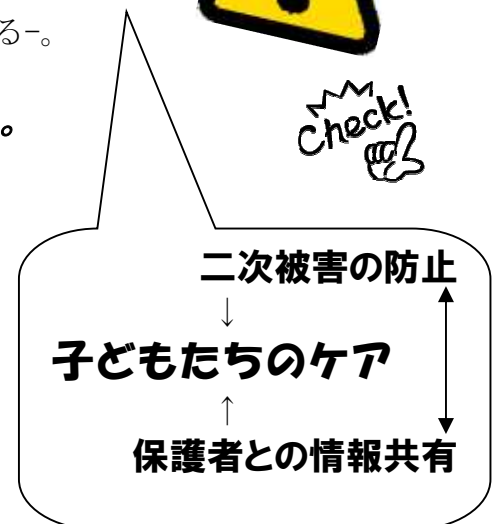 る-。
。
Check!
二次被害の防止
↓
子どもたちのケア
↑
保護者との情報共有